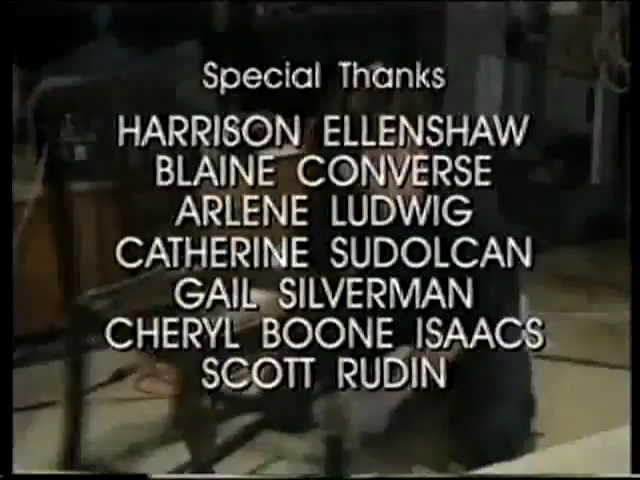 Special Thanks
HARRISON ELLENSHAW
BLAINE CONVERSE
ARLENE LUDWIG
CATHERINE SUDOLCAN
GAIL SILVERMAN
CHERYL BOONE ISAACS
SCOTT RUDIN